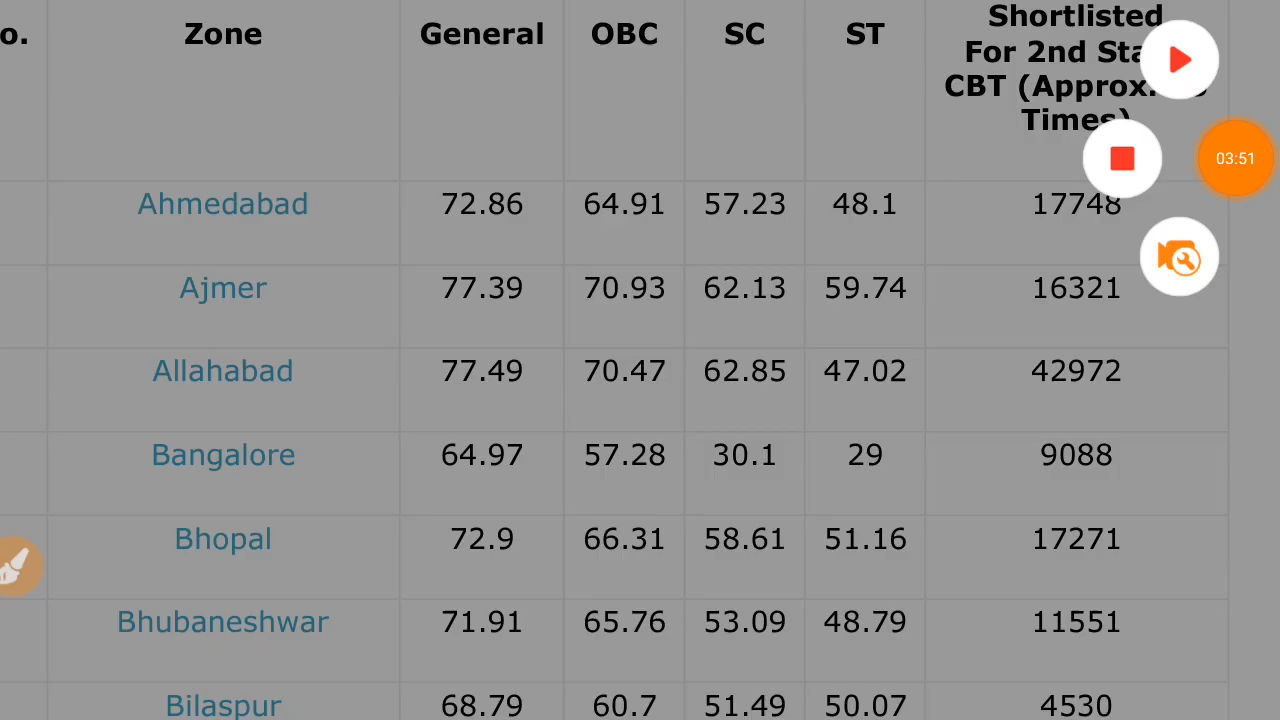 o. Zone General OBC SC ST Shortlisted
For 2nd
CBT (Approx.
Times)
03:51
Ahmedabad 72.86 64.91 57.23 48.1 17748
Ajmer 77.39 70.93 62.13 59.74 16321
Allahabad 77.49 70.47 62.85 47.02 42972
Bangalore 64.97 57.28 30.1 29 9088
Bhopal 72.9 66.31 58.61 51.16 17271
Bhubaneshwar 71.91 65.76 53.09 48.79 11551
Bilaspur 68.79 60.7 51.49 50.07 4530